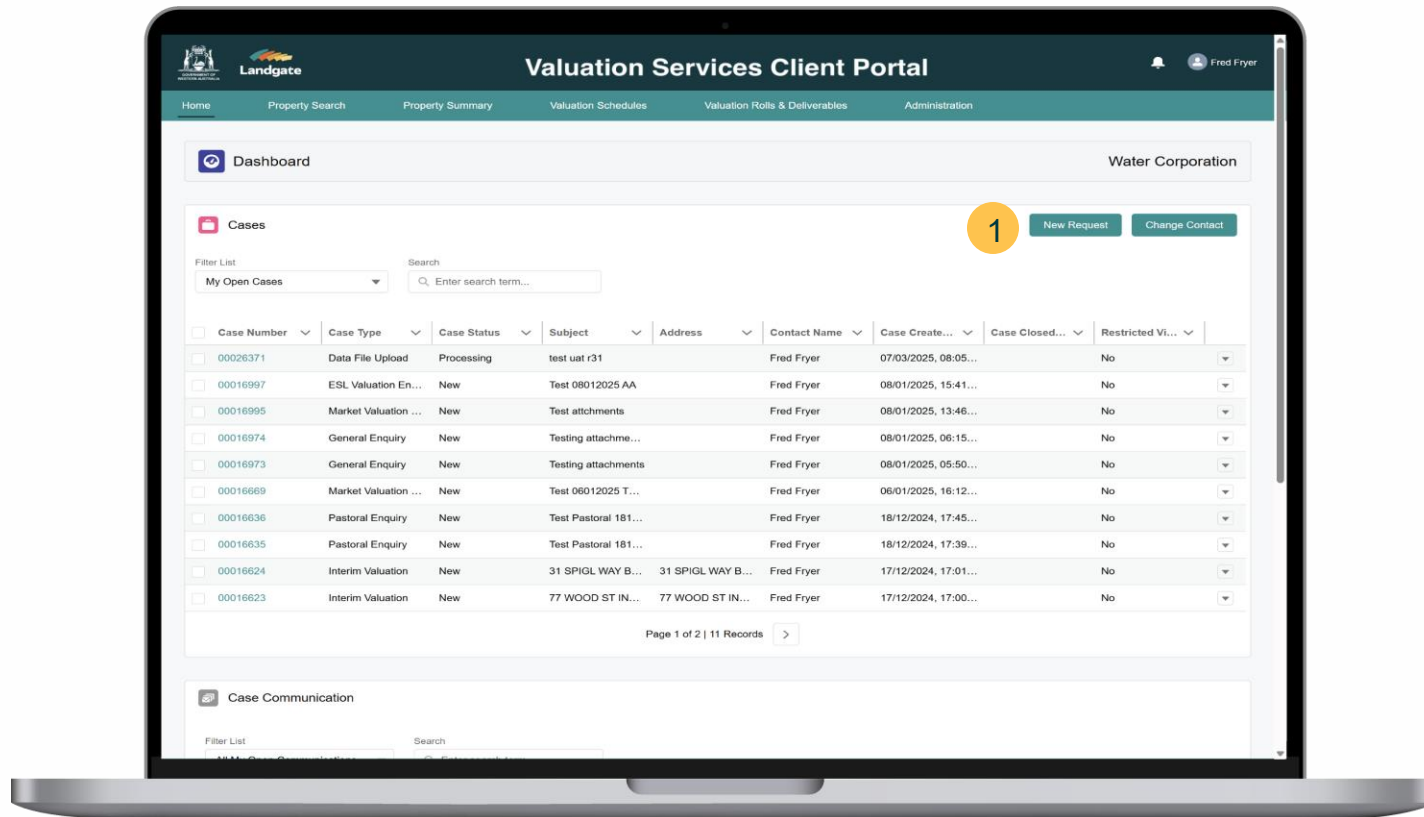 GOVERNMENT OF
WESTERN AUSTRALIA
Landgate
Valuation Services Client Portal
Fred Fryer
Home Property Search Property Summary Valuation Schedules Valuation Rolls & Deliverables Administration
Dashboard Water Corporation
Cases 1 New Request Change Contact
Filter List Search
My Open Cases Enter search term...
Case Number Case Type Case Status Subject Address Contact Name Case Create... Case Closed... Restricted Vi...
00026371 Data File Upload Processing test uat r31 Fred Fryer 07/03/2025, 08:05... No
00016997 ESL Valuation En... New Test 08012025 AA Fred Fryer 08/01/2025, 15:41... No
00016995 Market Valuation ... New Test attchments Fred Fryer 08/01/2025, 13:46... No
00016974 General Enquiry New Testing attachme... Fred Fryer 08/01/2025, 06:15... No
00016973 General Enquiry New Testing attachments Fred Fryer 08/01/2025, 05:50... No
00016669 Market Valuation ... New Test 06012025 T... Fred Fryer 06/01/2025, 16:12... No
00016636 Pastoral Enquiry New Test Pastoral 181... Fred Fryer 18/12/2024, 17:45... No
00016635 Pastoral Enquiry New Test Pastoral 181... Fred Fryer 18/12/2024, 17:39... No
00016624 Interim Valuation New 31 SPIGL WAY B... 31 SPIGL WAY B... Fred Fryer 17/12/2024, 17:01... No
00016623 Interim Valuation New 77 WOOD ST IN... 77 WOOD ST IN... Fred Fryer 17/12/2024, 17:00... No
Page 1 of 2 | 11 Records
Case Communication
Filter List Search